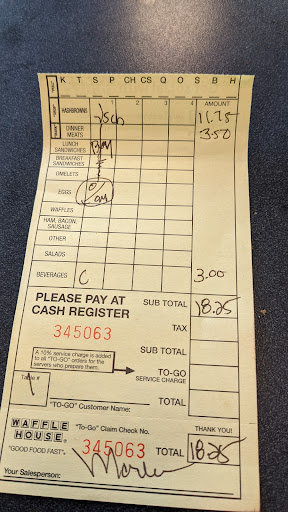 K T S P CH CS Q O S B H AMOUNT
HASHBROWNS 1 2 3 4 11.75
DINNER MEATS 3.50
LUNCH SANDWICHES
BREAKFAST SANDWICHES
OMELETS
EGGS
WAFFLES
HAM, BACON, SAUSAGE
OTHER
SALADS
BEVERAGES C 3.00
PLEASE PAY AT CASH REGISTER
SUB TOTAL 18.25
345063
TAX
SUB TOTAL
A 10% service charge is added to all "TO-GO" orders for the servers who prepare them.
TO-GO SERVICE CHARGE
Table # 1
"TO-GO" Customer Name:
TOTAL
WAFFLE HOUSE
"To-Go" Claim Check No.
THANK YOU!
"GOOD FOOD FAST"®
345063 TOTAL 18.25
Your Salesperson: